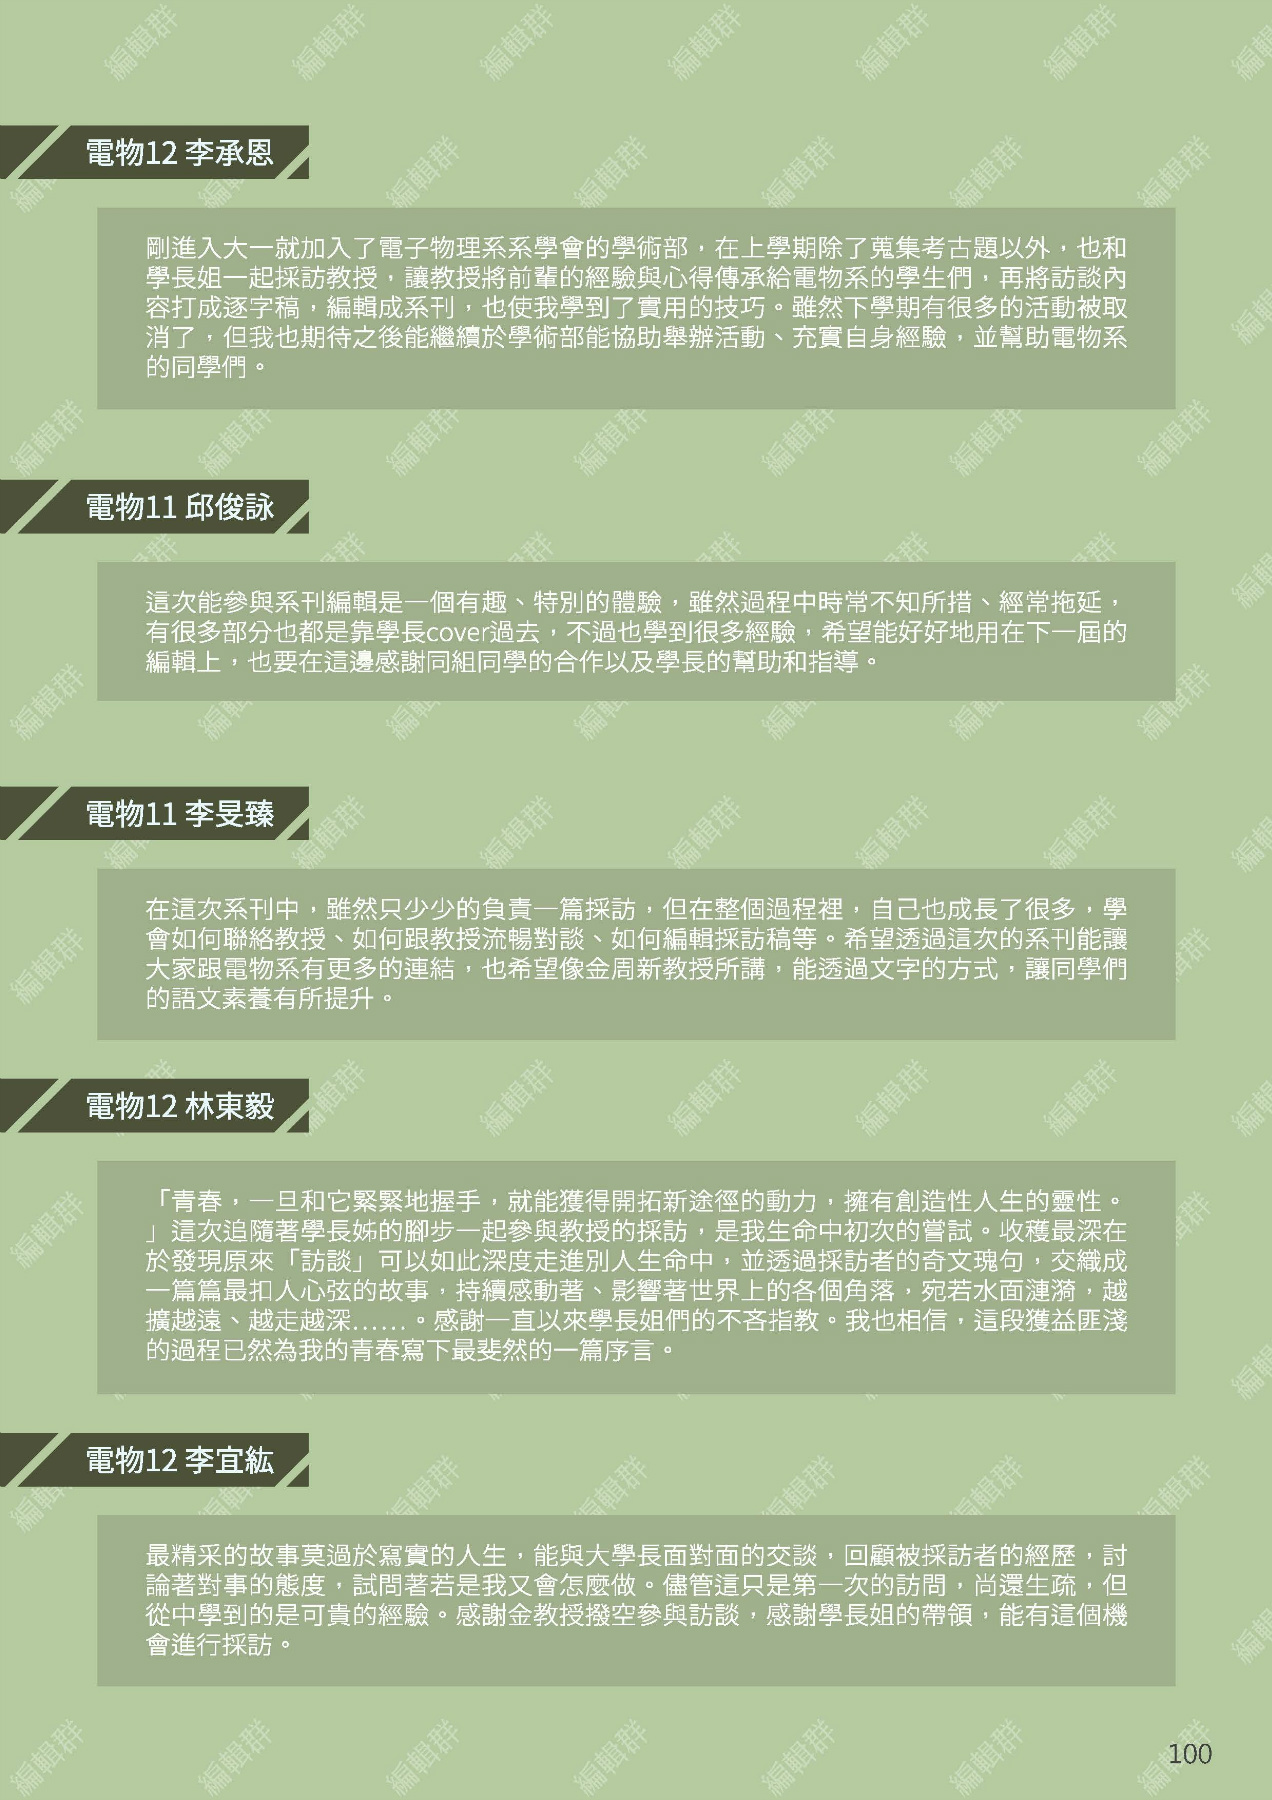 電物12 李承恩
剛進入大一就加入了電子物理系系學會的學術部，在上學期除了蒐集考古題以外，也和
學長姐一起採訪教授，讓教授將前輩的經驗與心得傳承給電物系的學生們，再將訪談內
容打成逐字稿，編輯成系刊，也使我學到了實用的技巧。雖然下學期有很多的活動被取
消了，但我也期待之後能繼續於學術部能協助舉辦活動、充實自身經驗，並幫助電物系
的同學們。
電物11 邱俊詠
這次能參與系刊編輯是一個有趣、特別的體驗，雖然過程中時常不知所措、經常拖延，
有很多部分也都是靠學長cover過去，不過也學到很多經驗，希望能好好地用在下一屆的
編輯上，也要在這邊感謝同組同學的合作以及學長的幫助和指導。
電物11 李旻臻
在這次系刊中，雖然只少少的負責一篇採訪，但在整個過程裡，自己也成長了很多，學
會如何聯絡教授、如何跟教授流暢對談、如何編輯採訪稿等。希望透過這次的系刊能讓
大家跟電物系有更多的連結，也希望像金周新教授所講，能透過文字的方式，讓同學們
的語文素養有所提升。
電物12 林東毅
「青春，一旦和它緊緊地握手，就能獲得開拓新途徑的動力，擁有創造性人生的靈性。
」這次追隨著學長姊的腳步一起參與教授的採訪，是我生命中初次的嘗試。收穫最深在
於發現原來「訪談」可以如此深度走進別人生命中，並透過採訪者的奇文瑰句，交織成
一篇篇最扣人心弦的故事，持續感動著、影響著世界上的各個角落，宛若水面漣漪，越
擴越遠、越走越深......。感謝一直以來學長姐們的不吝指教。我也相信，這段獲益匪淺
的過程已然為我的青春寫下最斐然的一篇序言。
電物12 李宜紘
最精采的故事莫過於寫實的人生，能與大學長面對面的交談，回顧被採訪者的經歷，討
論著對事的態度，試問著若是我又會怎麼做。儘管這只是第一次的訪問，尚還生疏，但
從中學到的是可貴的經驗。感謝金教授撥空參與訪談，感謝學長姐的帶領，能有這個機
會進行採訪。
100